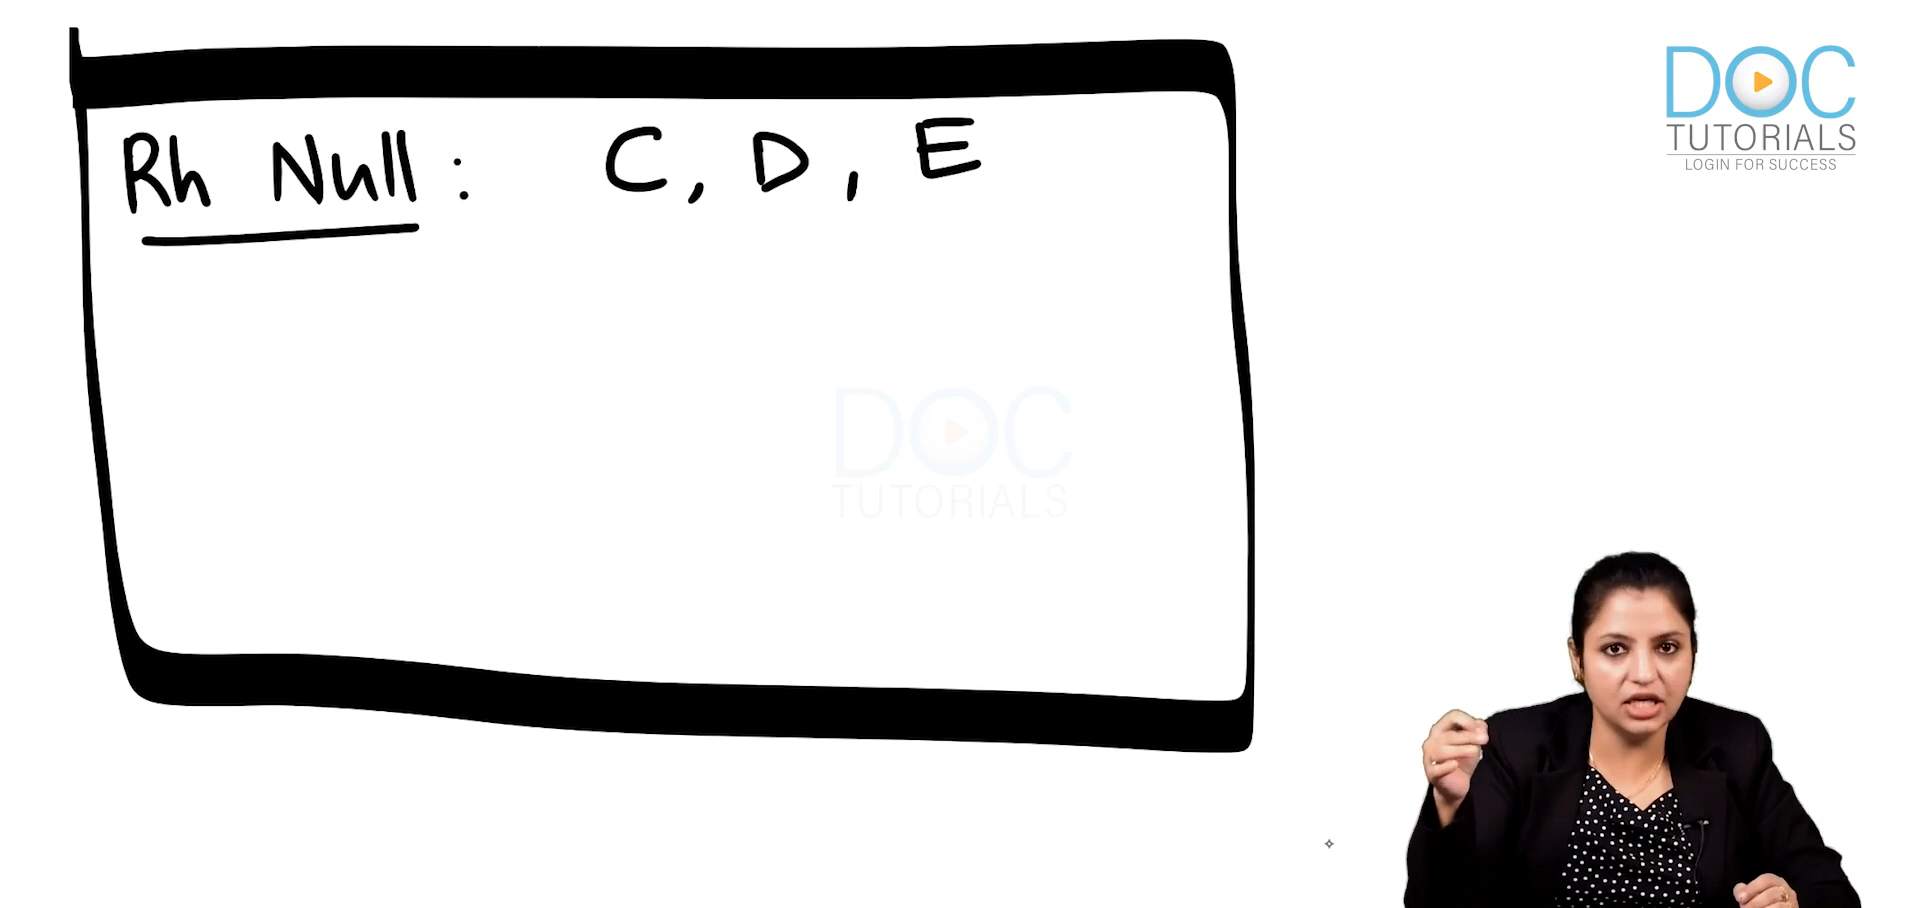 Rh Null : C, D, E
DOC
TUTORIALS
LOGIN FOR SUCCESS
DOC
TUTORIALS